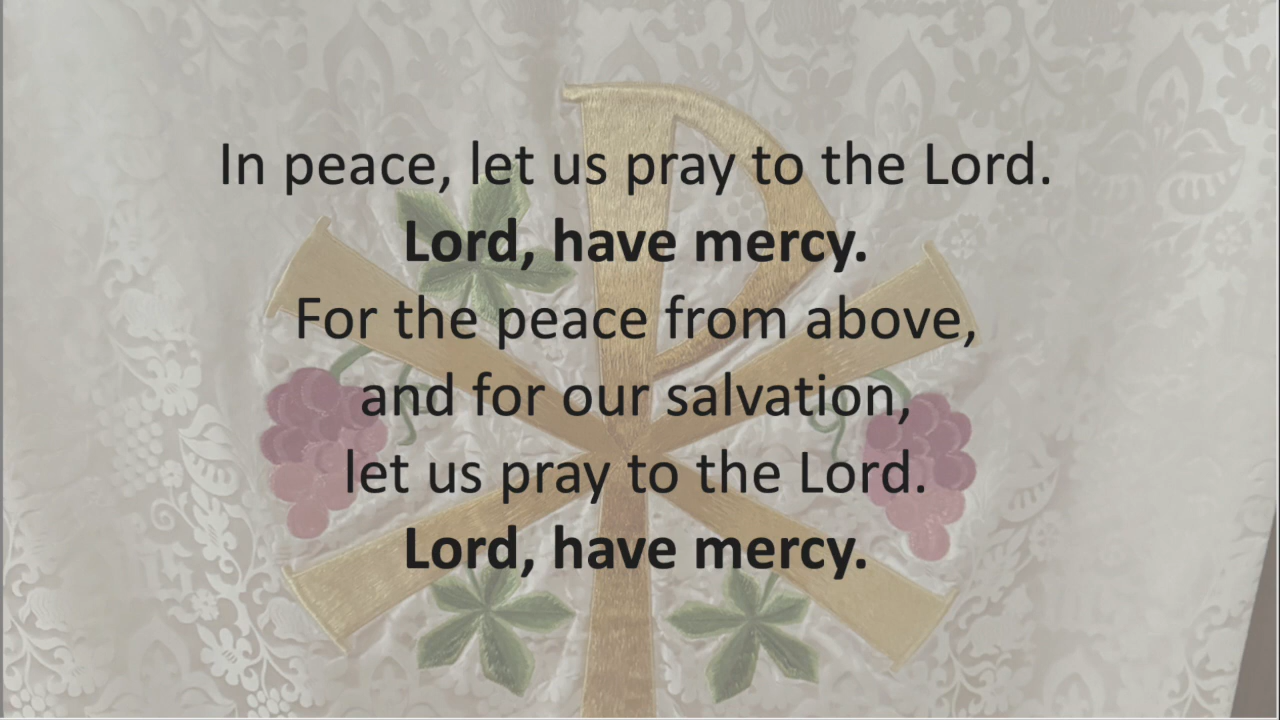 In peace, let us pray to the Lord.
Lord, have mercy.
For the peace from above,
and for our salvation,
let us pray to the Lord.
Lord, have mercy.